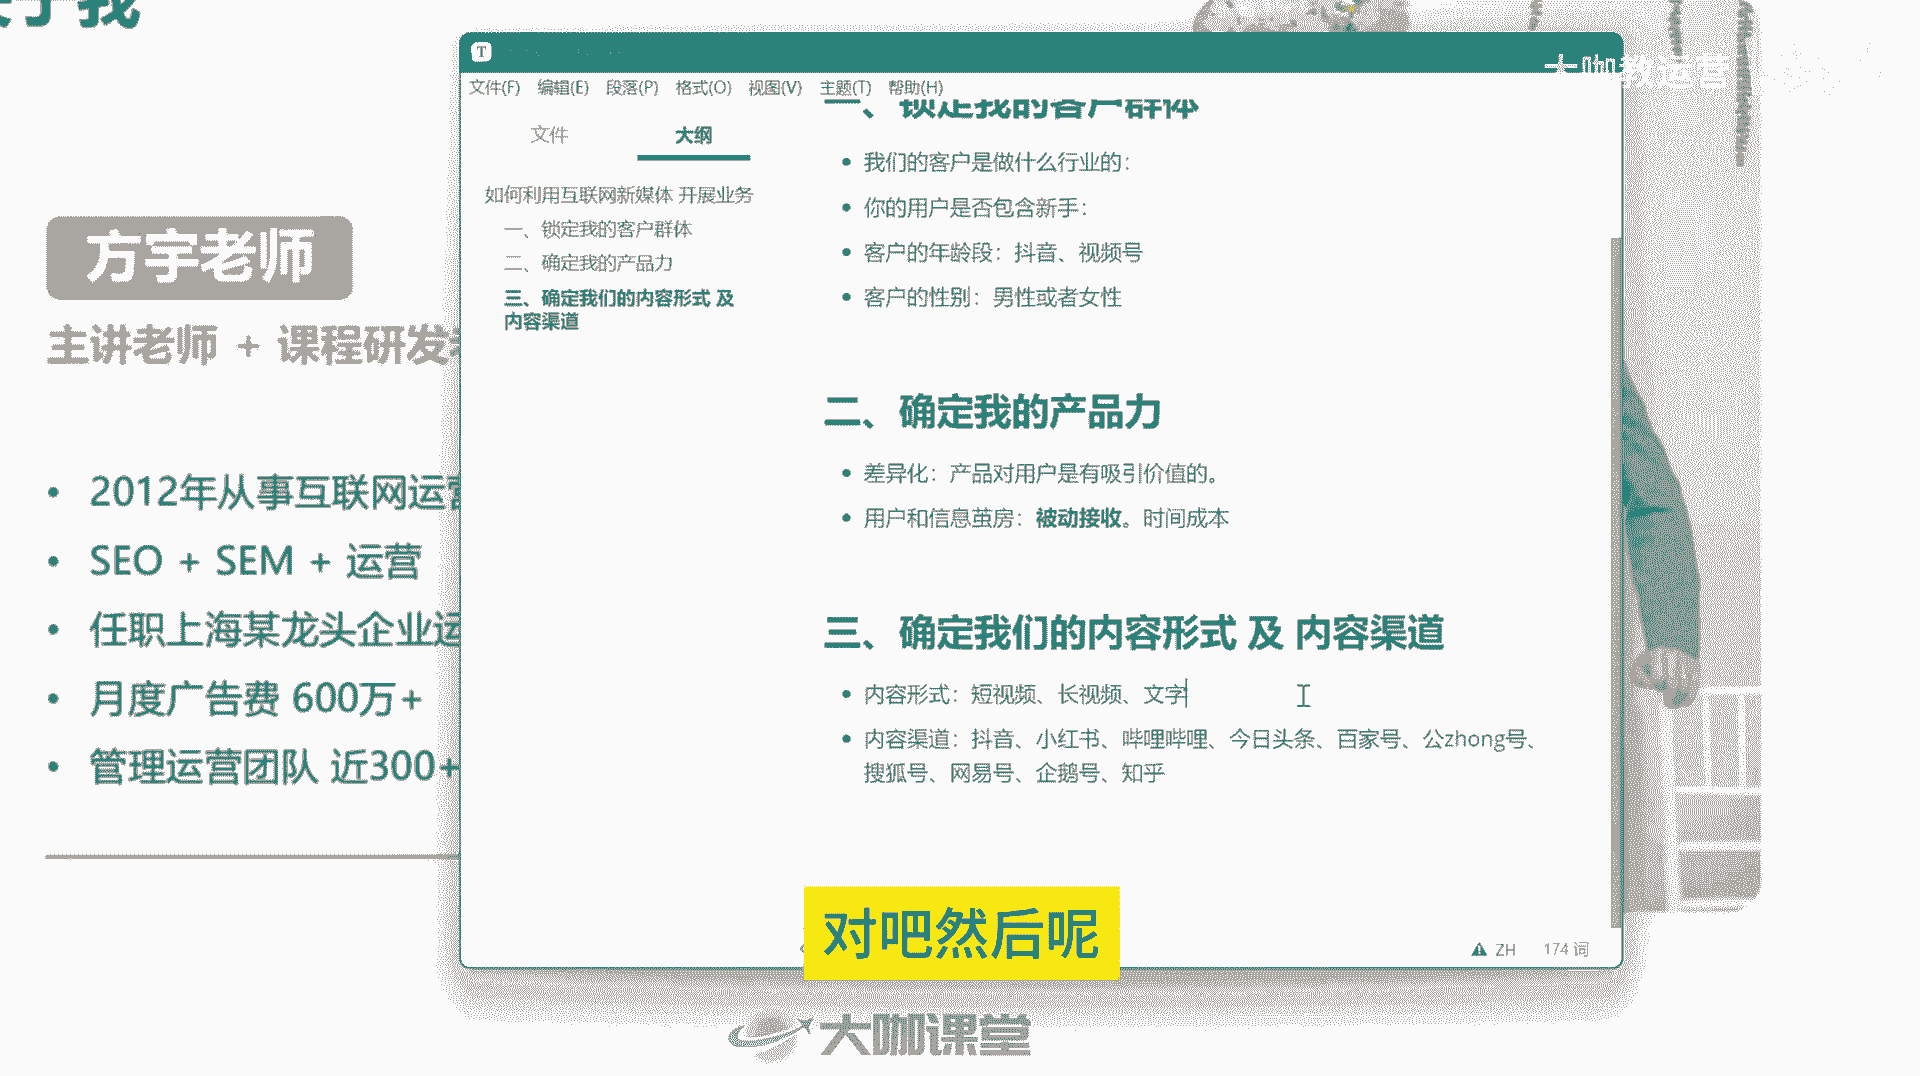 关于我
方宇老师
主讲老师 + 课程研发
2012年从事互联网运营
SEO + SEM + 运营
任职上海某龙头企业运
月度广告费 600万+
管理运营团队 近300+
T
文件(F) 编辑(E) 段落(P) 格式(O) 视图(V) 主题(T) 帮助(H)
文件 大纲
如何利用互联网新媒体 开展业务
一、锁定我的客户群体
二、确定我的产品力
三、确定我们的内容形式 及
内容渠道
一、锁定我的客户群体
我们的客户是做什么行业的：
你的用户是否包含新手：
客户的年龄段：抖音、视频号
客户的性别：男性或者女性
二、确定我的产品力
差异化：产品对用户是有吸引价值的。
用户和信息茧房：被动接收。时间成本
三、确定我们的内容形式 及 内容渠道
内容形式：短视频、长视频、文字
内容渠道：抖音、小红书、哔哩哔哩、今日头条、百家号、公zhong号、
搜狐号、网易号、企鹅号、知乎
ZH 174 词
大咖教运营
对吧然后呢
大咖课堂